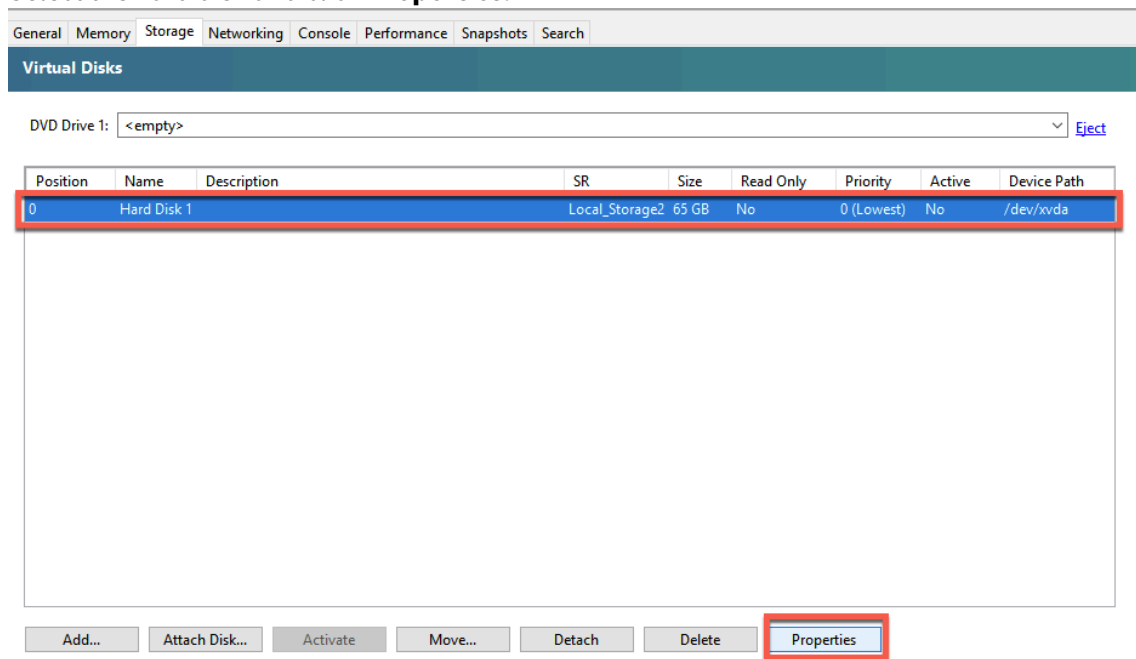 General Memory Storage Networking Console Performance Snapshots Search
Virtual Disks
DVD Drive 1: <empty> Eject
Position Name Description SR Size Read Only Priority Active Device Path
0 Hard Disk 1 Local_Storage2 65 GB No 0 (Lowest) No /dev/xvda
Add... Attach Disk... Activate Move... Detach Delete Properties